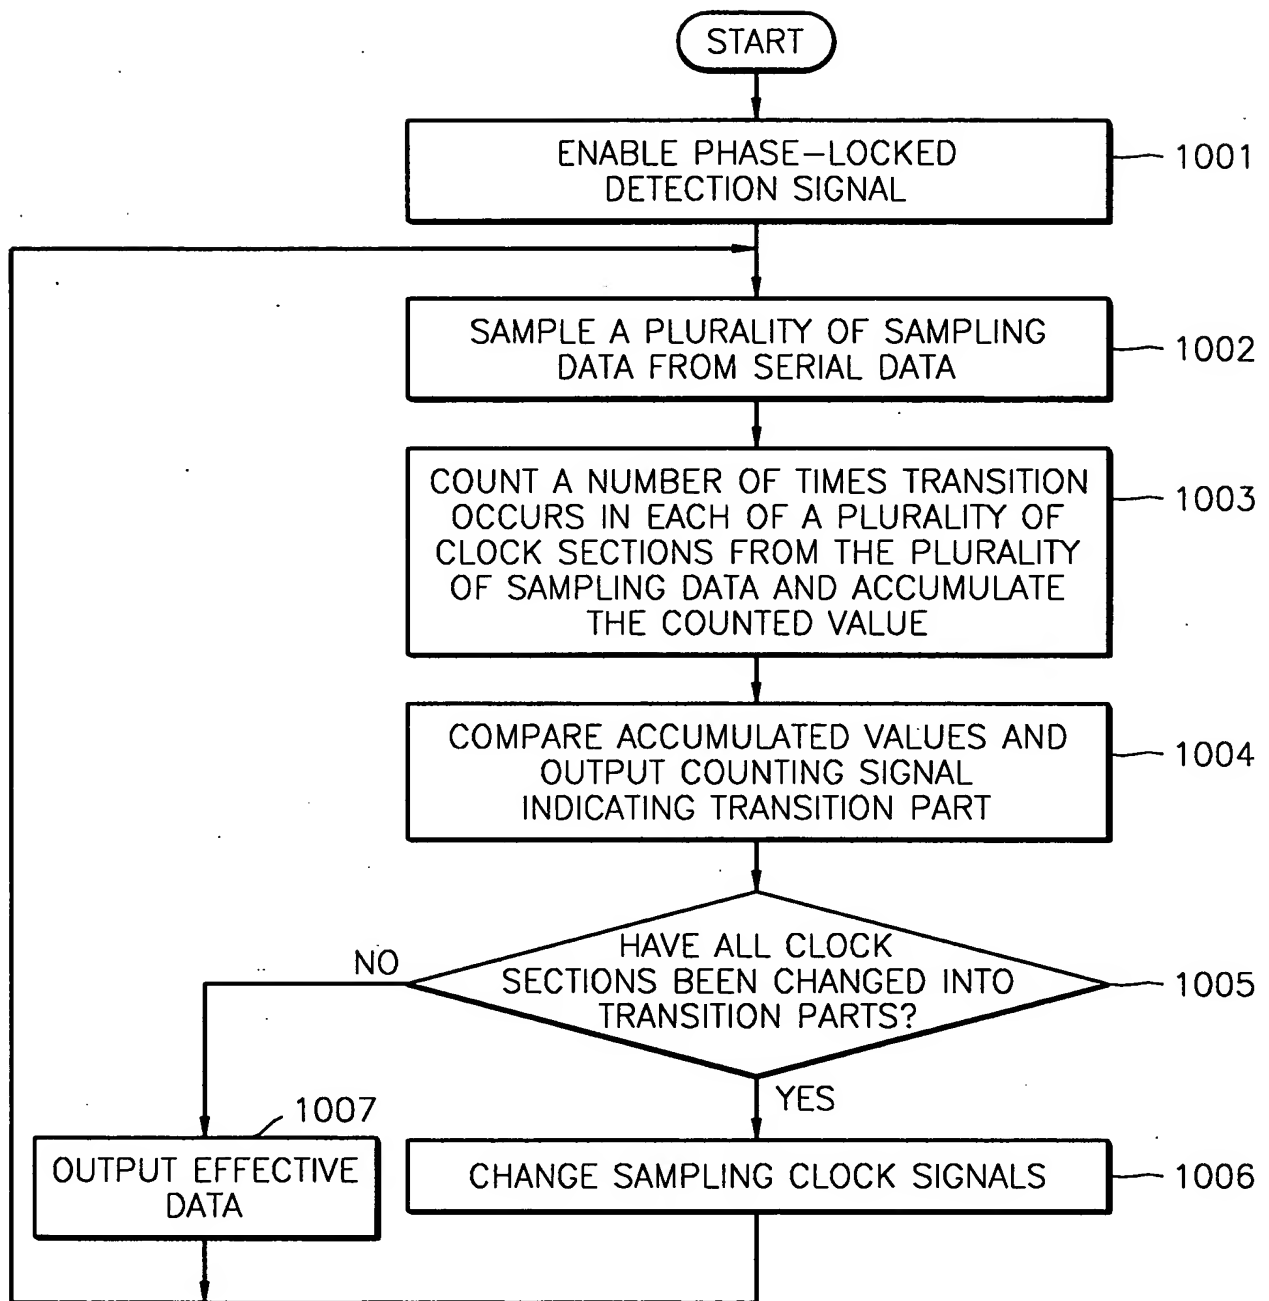 START
ENABLE PHASE-LOCKED
DETECTION SIGNAL
1001
SAMPLE A PLURALITY OF SAMPLING
DATA FROM SERIAL DATA
1002
COUNT A NUMBER OF TIMES TRANSITION
OCCURS IN EACH OF A PLURALITY OF
CLOCK SECTIONS FROM THE PLURALITY
OF SAMPLING DATA AND ACCUMULATE
THE COUNTED VALUE
1003
COMPARE ACCUMULATED VALUES AND
OUTPUT COUNTING SIGNAL
INDICATING TRANSITION PART
1004
HAVE ALL CLOCK
SECTIONS BEEN CHANGED INTO
TRANSITION PARTS?
1005
NO
YES
1007
OUTPUT EFFECTIVE
DATA
CHANGE SAMPLING CLOCK SIGNALS
1006